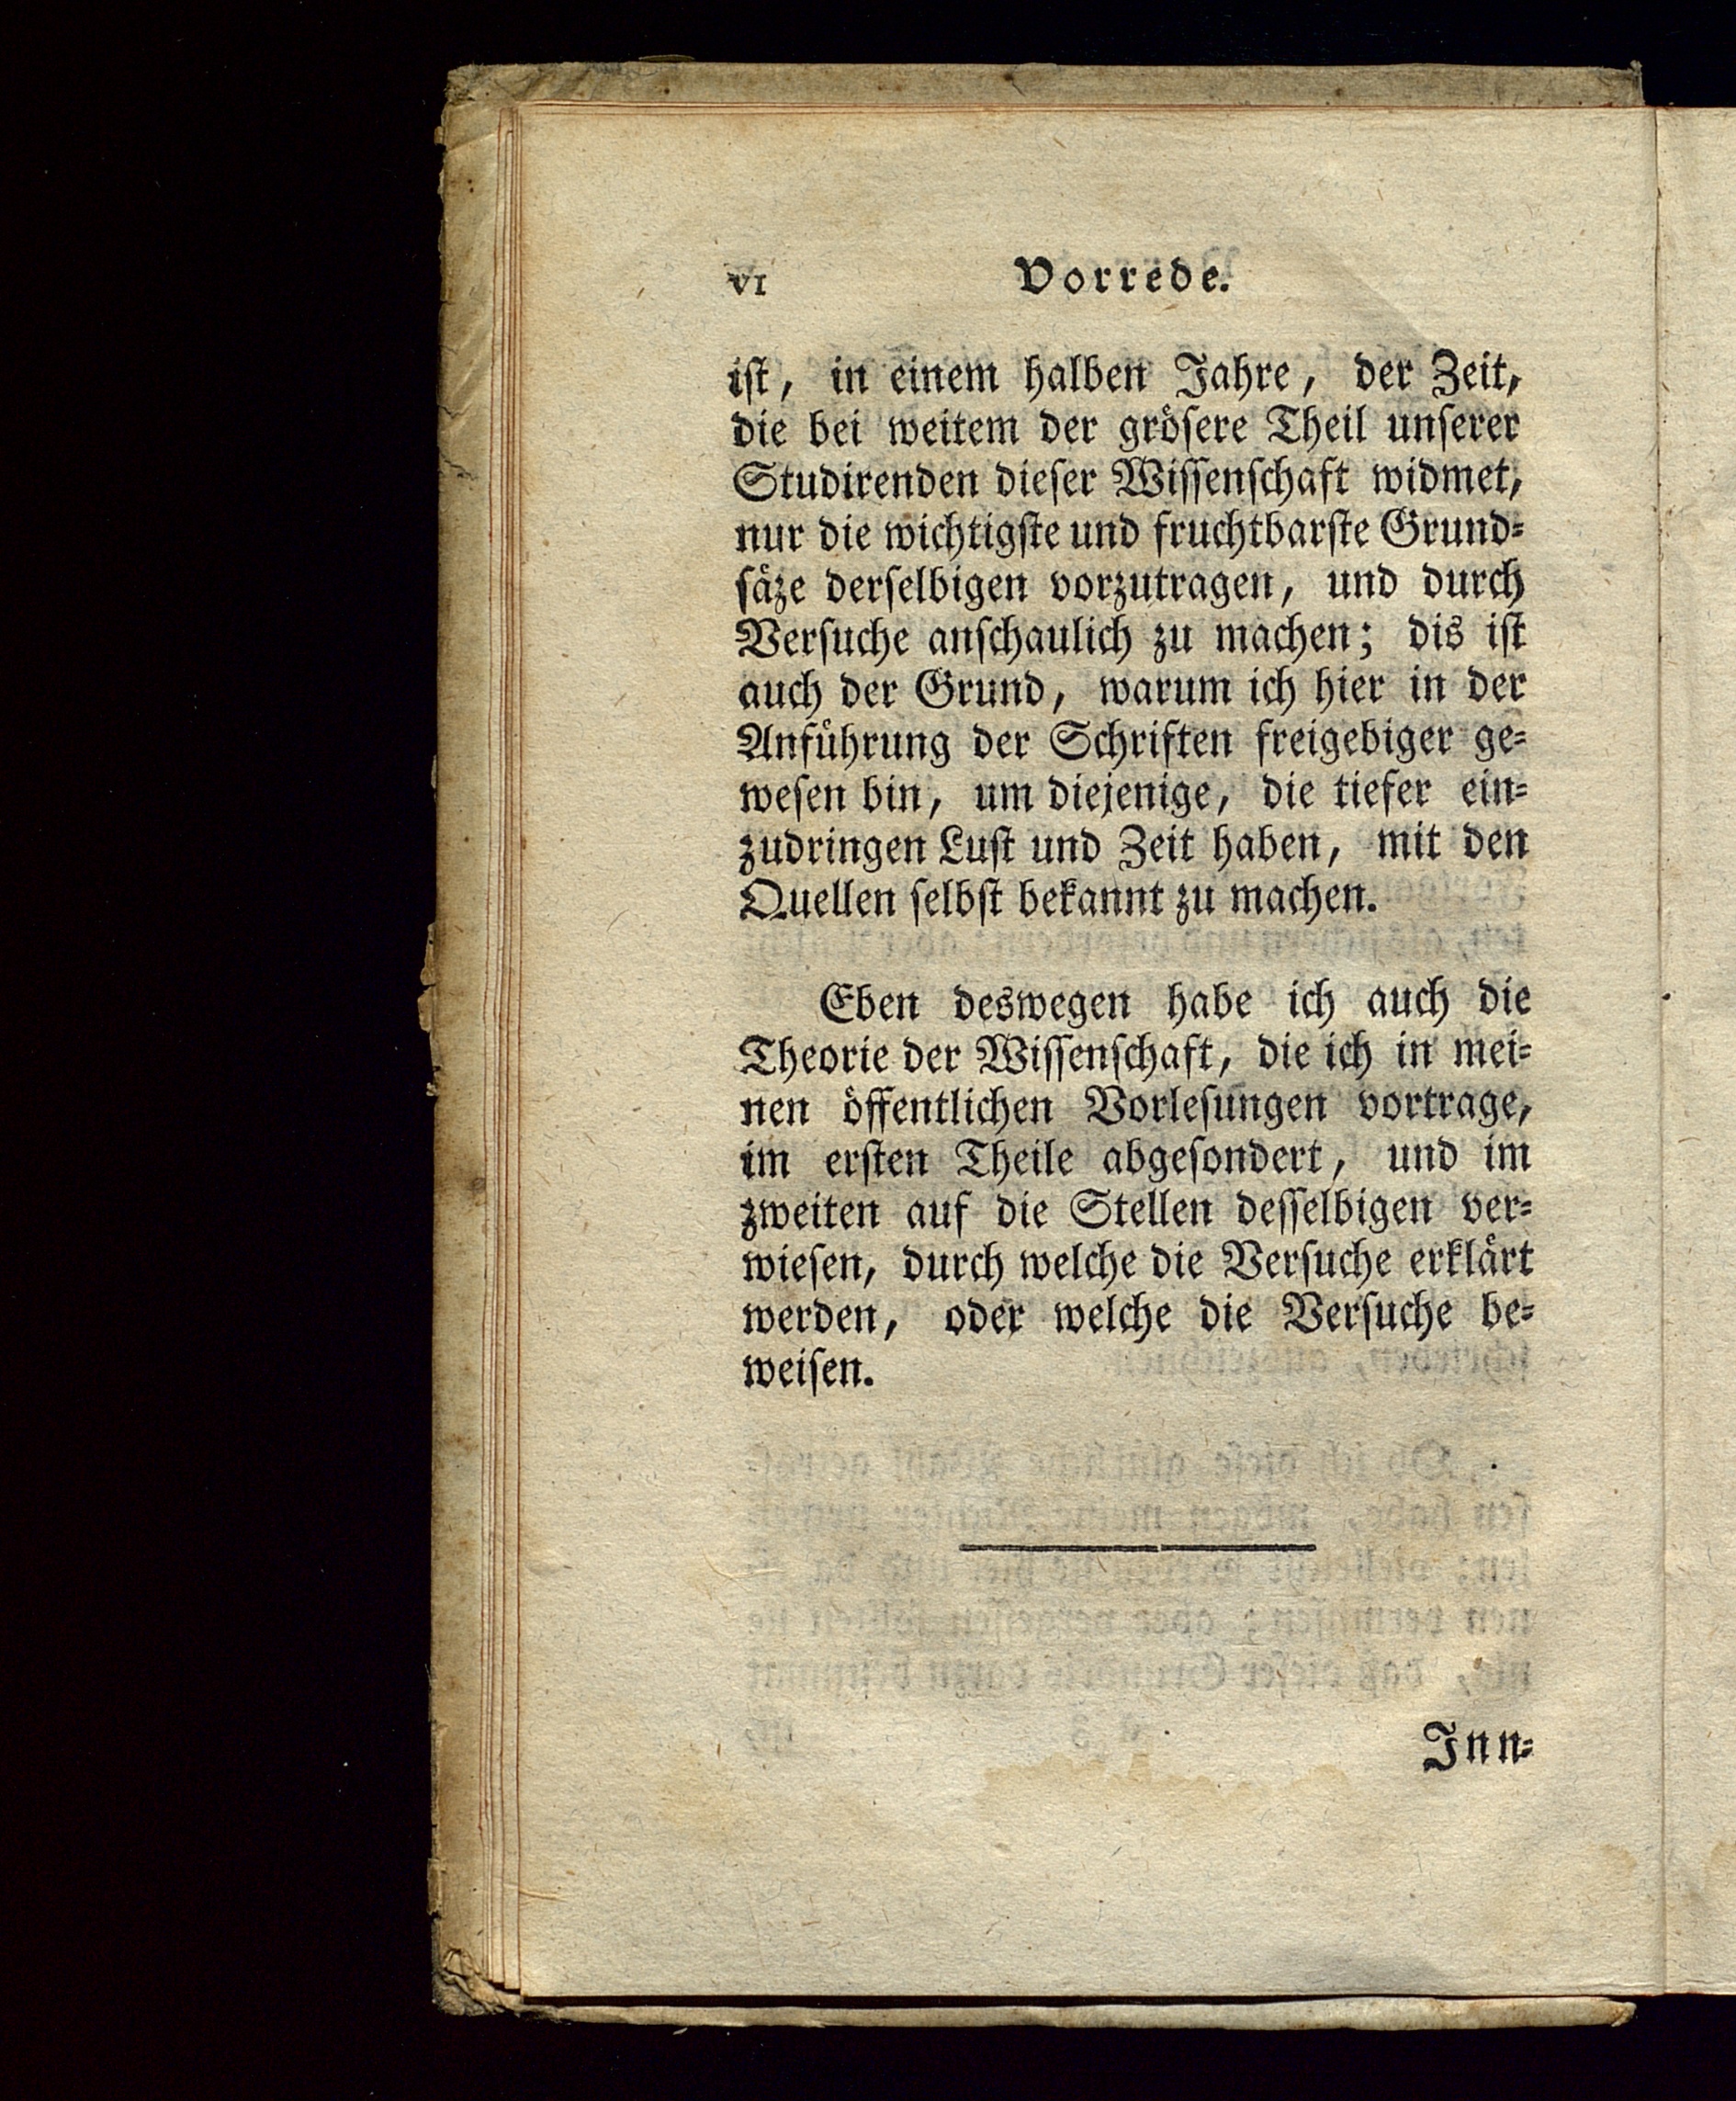 VI Vorrede.
iſt, in einem halben Jahre, der Zeit,
die bei weitem der gröſere Theil unſerer
Studirenden dieſer Wiſſenſchaft widmet,
nur die wichtigſte und fruchtbarſte Grund⸗
ſäze derſelbigen vorzutragen, und durch
Verſuche anſchaulich zu machen; dis iſt
auch der Grund, warum ich hier in der
Anführung der Schriften freigebiger ge⸗
weſen bin, um diejenige, die tiefer ein⸗
zudringen Luſt und Zeit haben, mit den
Quellen ſelbſt bekannt zu machen.
Eben deswegen habe ich auch die
Theorie der Wiſſenſchaft, die ich in mei⸗
nen öffentlichen Vorleſungen vortrage,
im erſten Theile abgeſondert, und im
zweiten auf die Stellen deſſelbigen ver⸗
wieſen, durch welche die Verſuche erklärt
werden, oder welche die Verſuche be⸗
weiſen.
Inn⸗